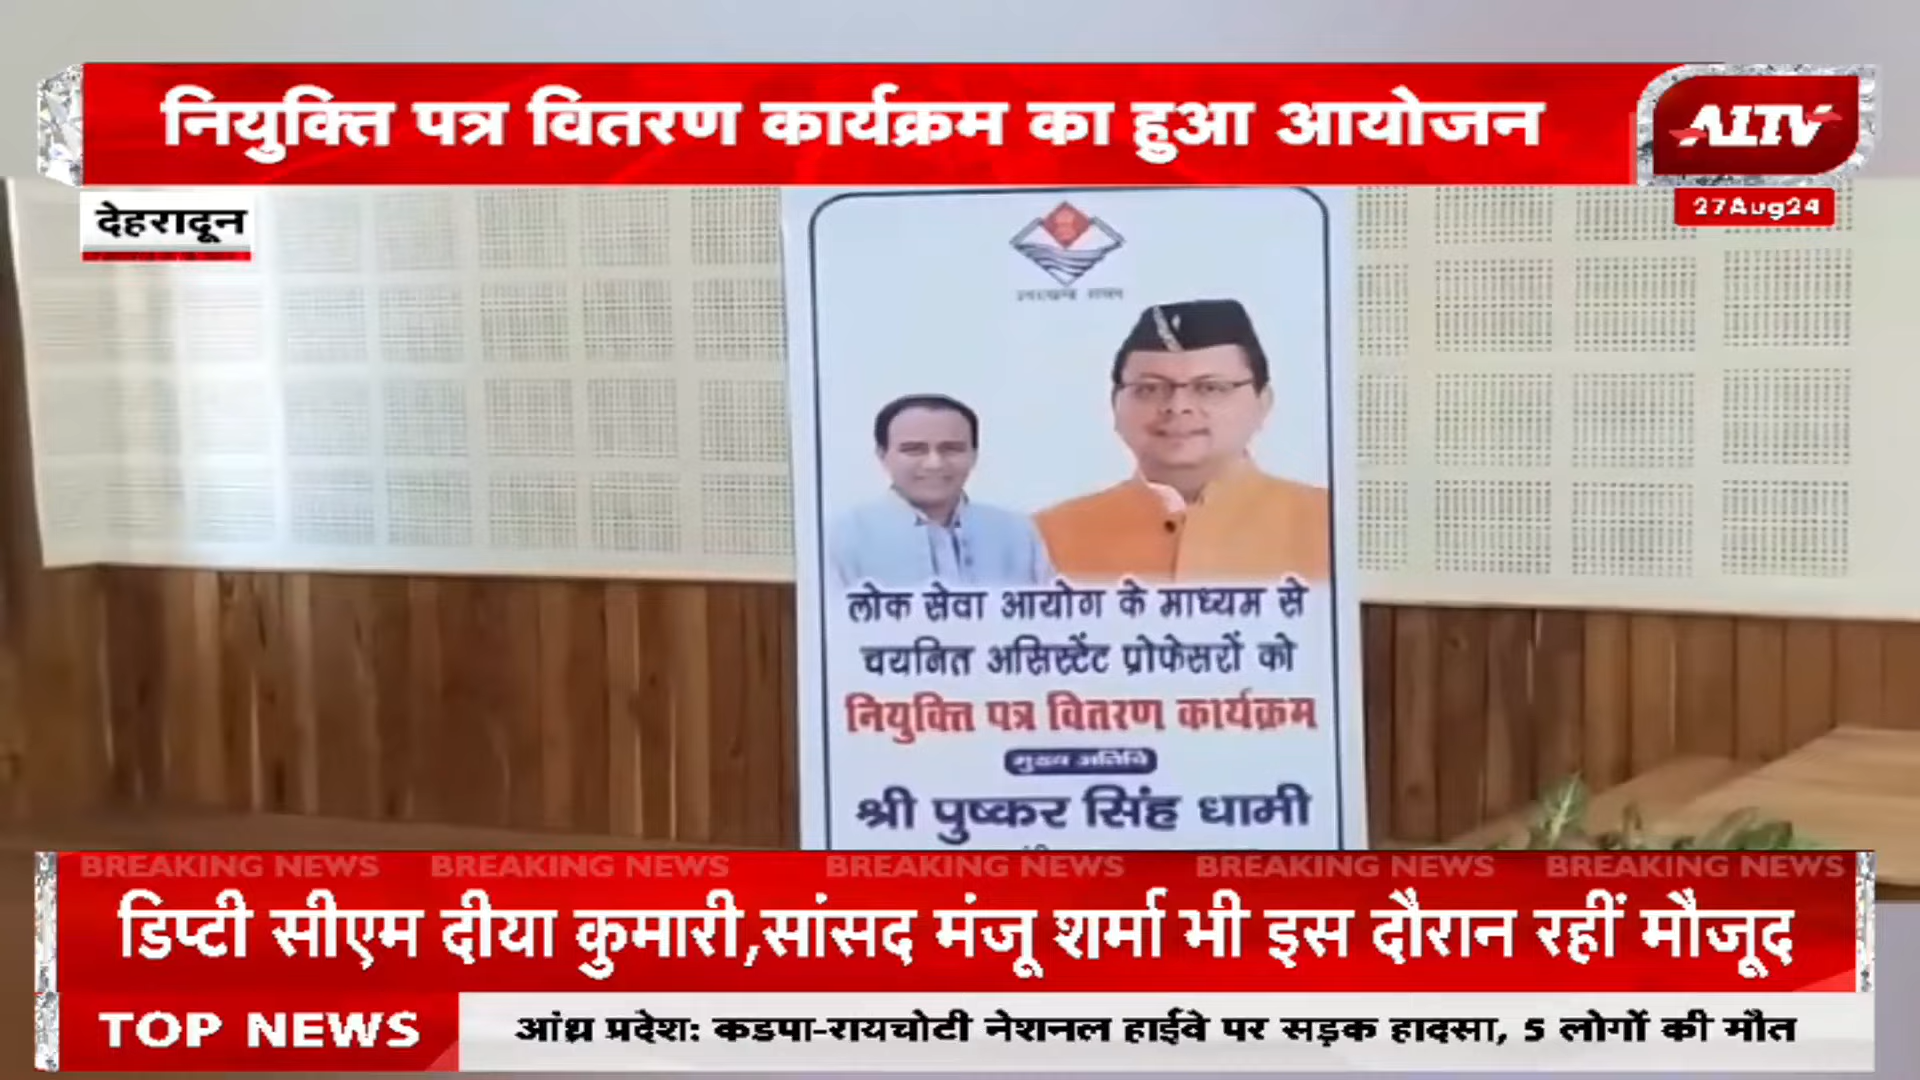 नियुक्ति पत्र वितरण कार्यक्रम का हुआ आयोजन
ALTV
27Aug24
देहरादून
लोक सेवा आयोग के माध्यम से
चयनित असिस्टेंट प्रोफेसरों को
नियुक्ति पत्र वितरण कार्यक्रम
मुख्य अतिथि
श्री पुष्कर सिंह धामी
BREAKING NEWS BREAKING NEWS BREAKING NEWS BREAKING NEWS BREAKING NEWS
डिप्टी सीएम दीया कुमारी,सांसद मंजू शर्मा भी इस दौरान रहीं मौजूद
TOP NEWS
आंध्र प्रदेश: कडपा-रायचोटी नेशनल हाईवे पर सड़क हादसा, 5 लोगों की मौत